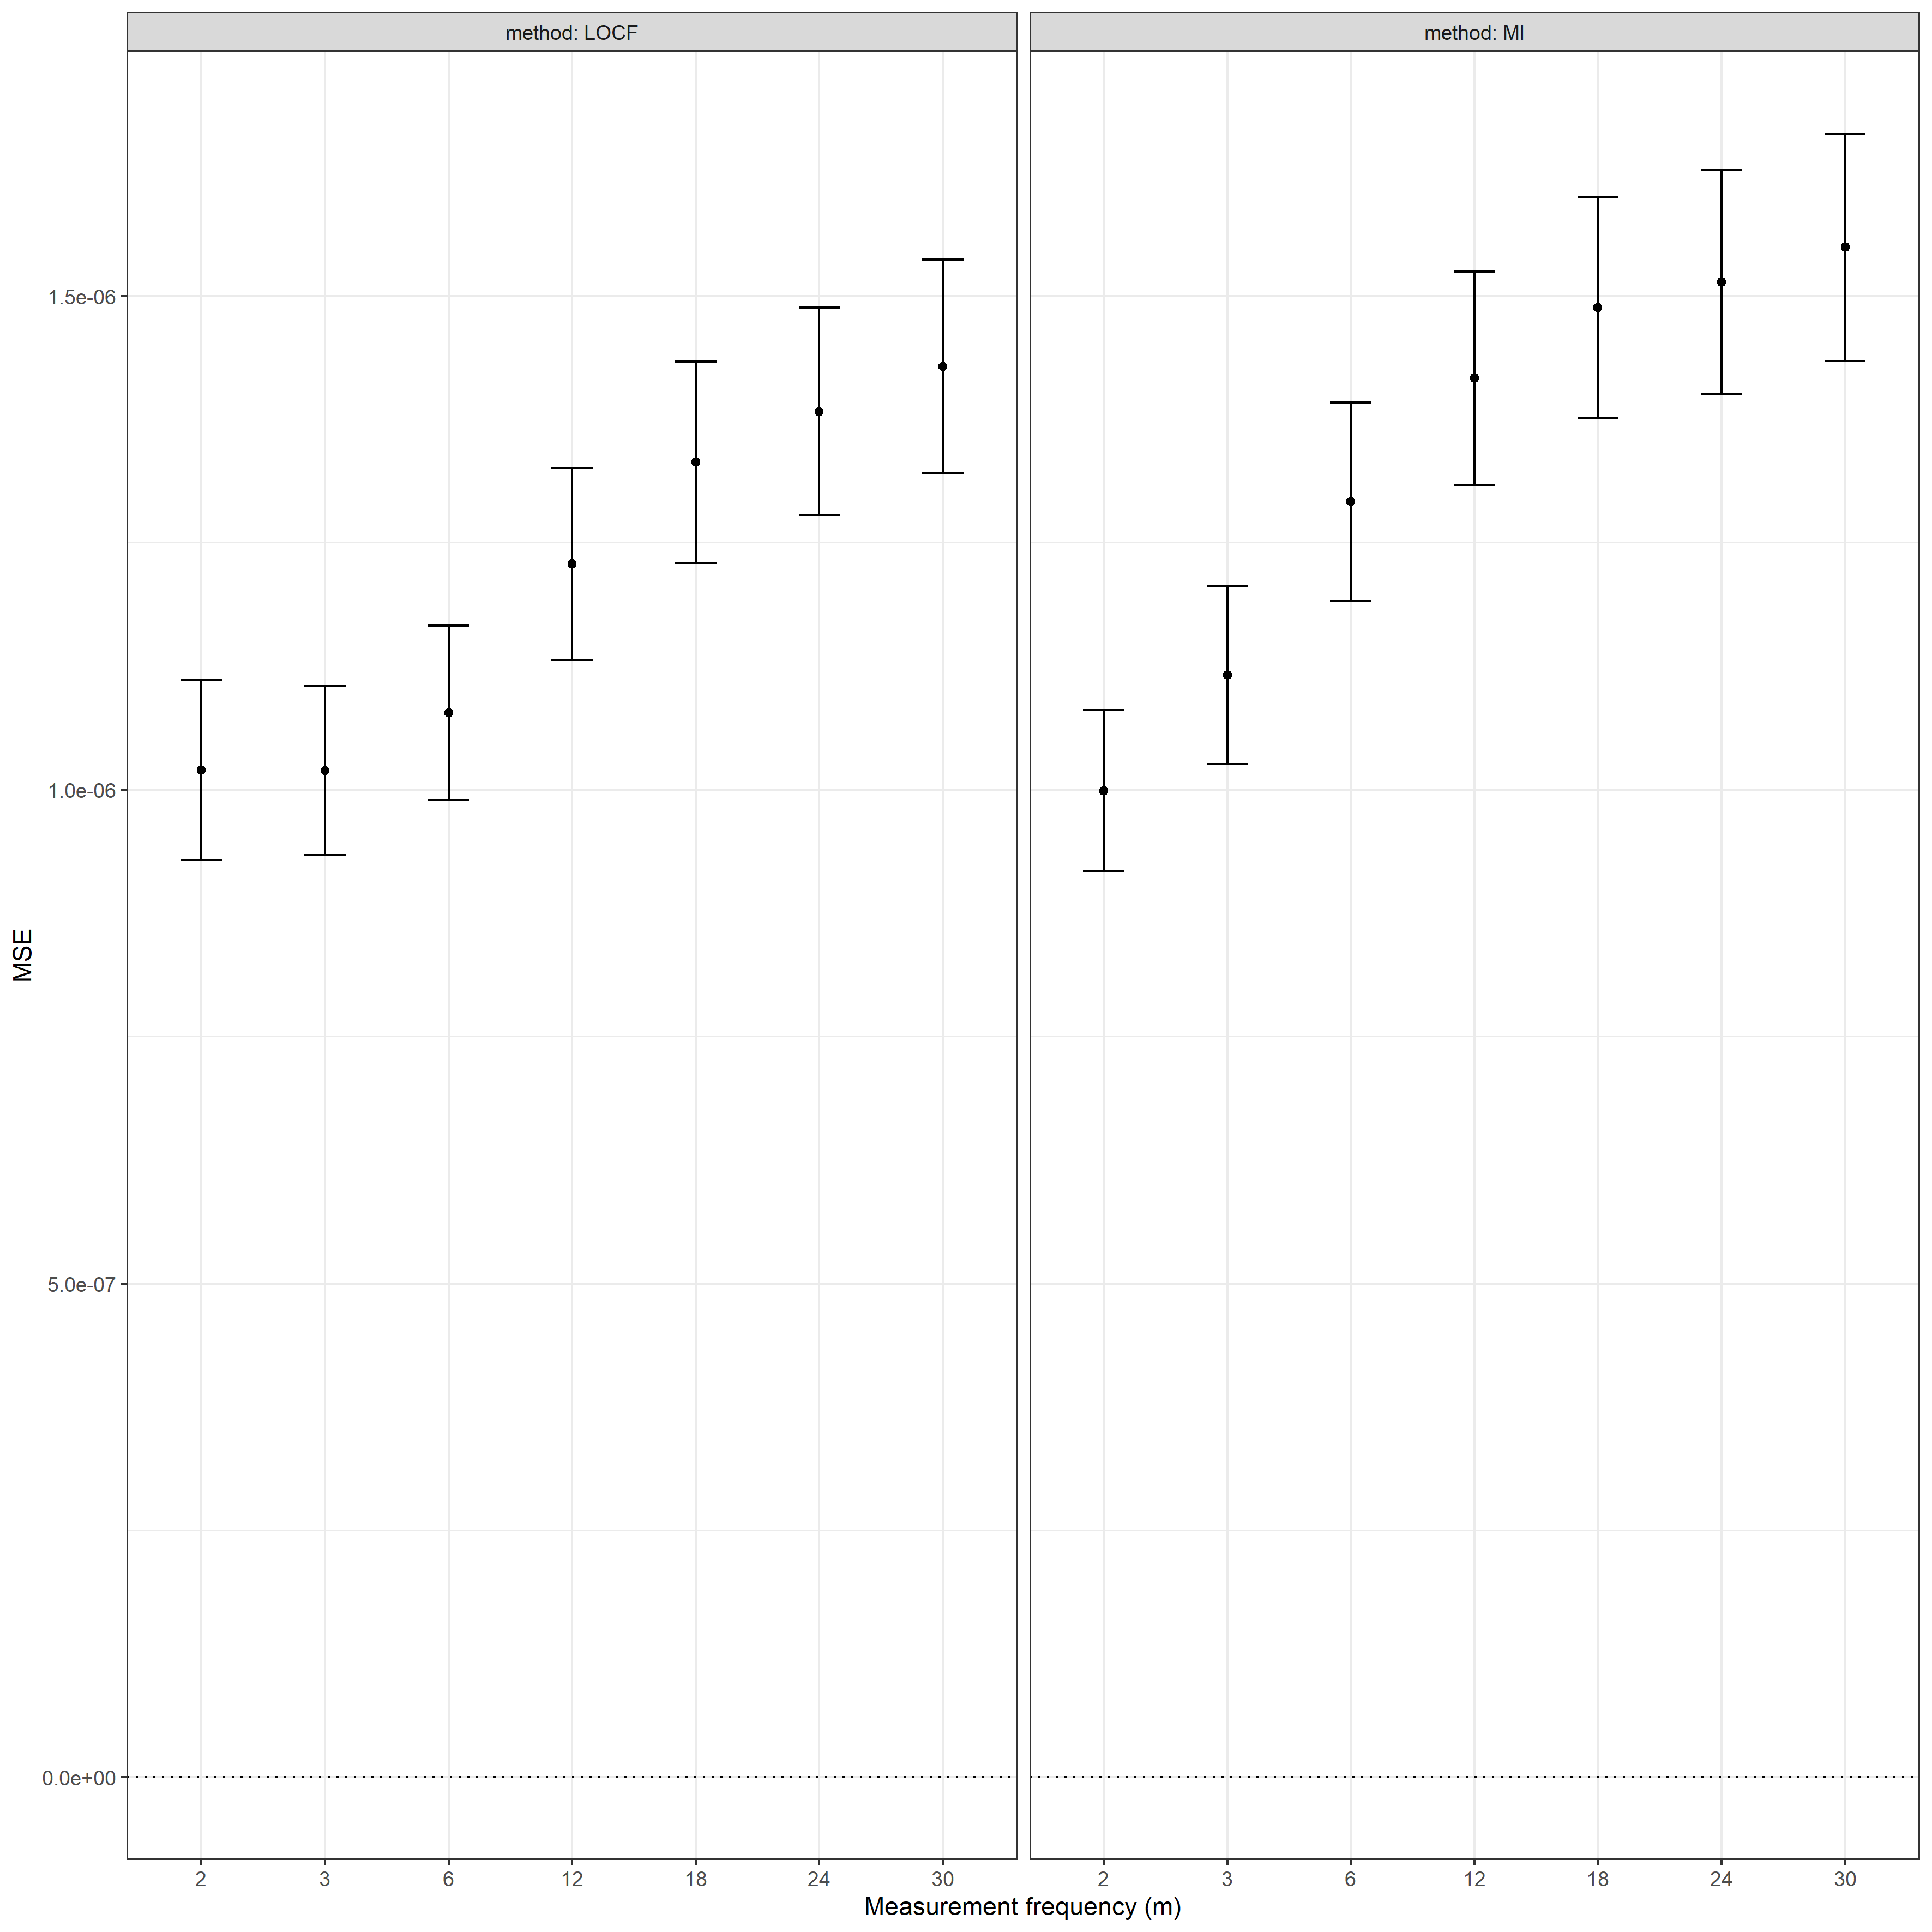 method: LOCF
method: MI
MSE
1.5e-06
1.0e-06
5.0e-07
0.0e+00
2 3 6 12 18 24 30
2 3 6 12 18 24 30
Measurement frequency (m)